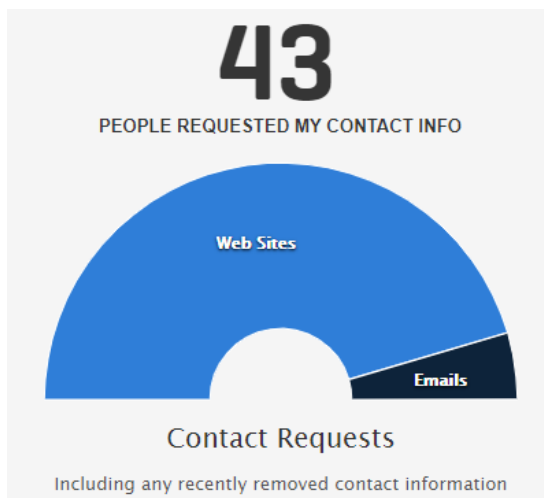 43
PEOPLE REQUESTED MY CONTACT INFO
Web Sites
Emails
Contact Requests
Including any recently removed contact information